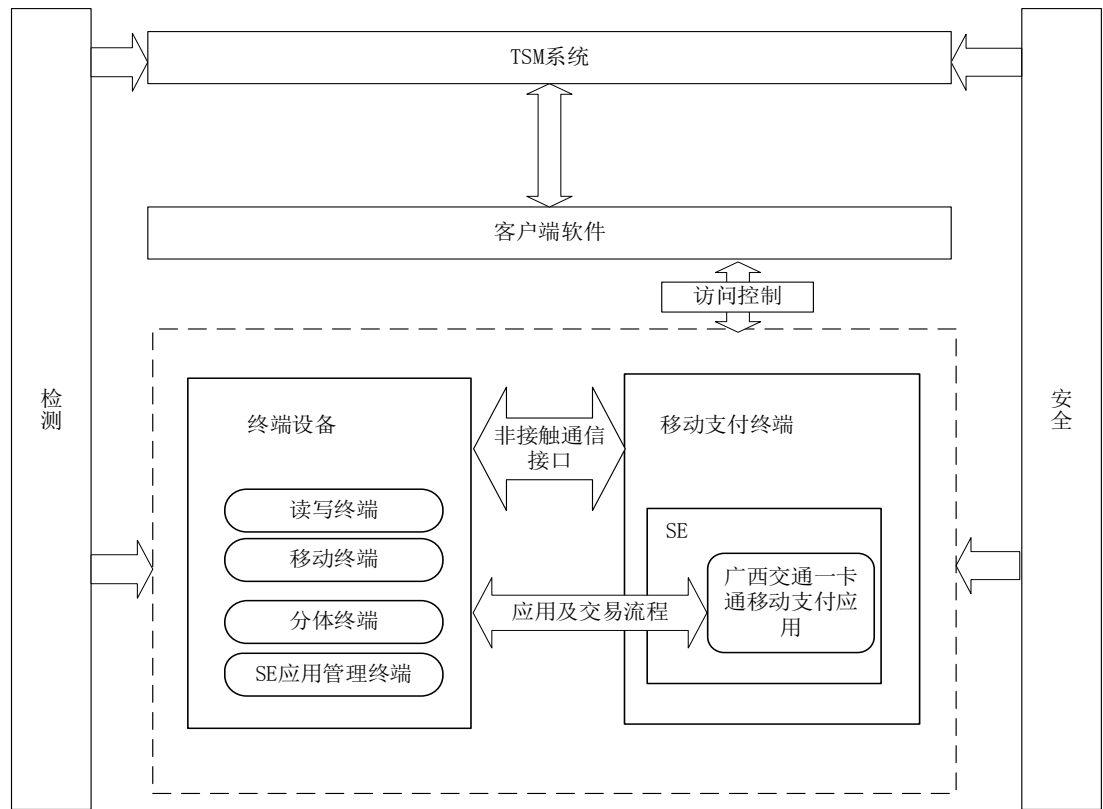 TSM系统
客户端软件
访问控制
检
测
安
全
终端设备
非接触通信
接口
移动支付终端
读写终端
移动终端
分体终端
SE应用管理终端
SE
广西交通一卡
通移动支付应
用
应用及交易流程